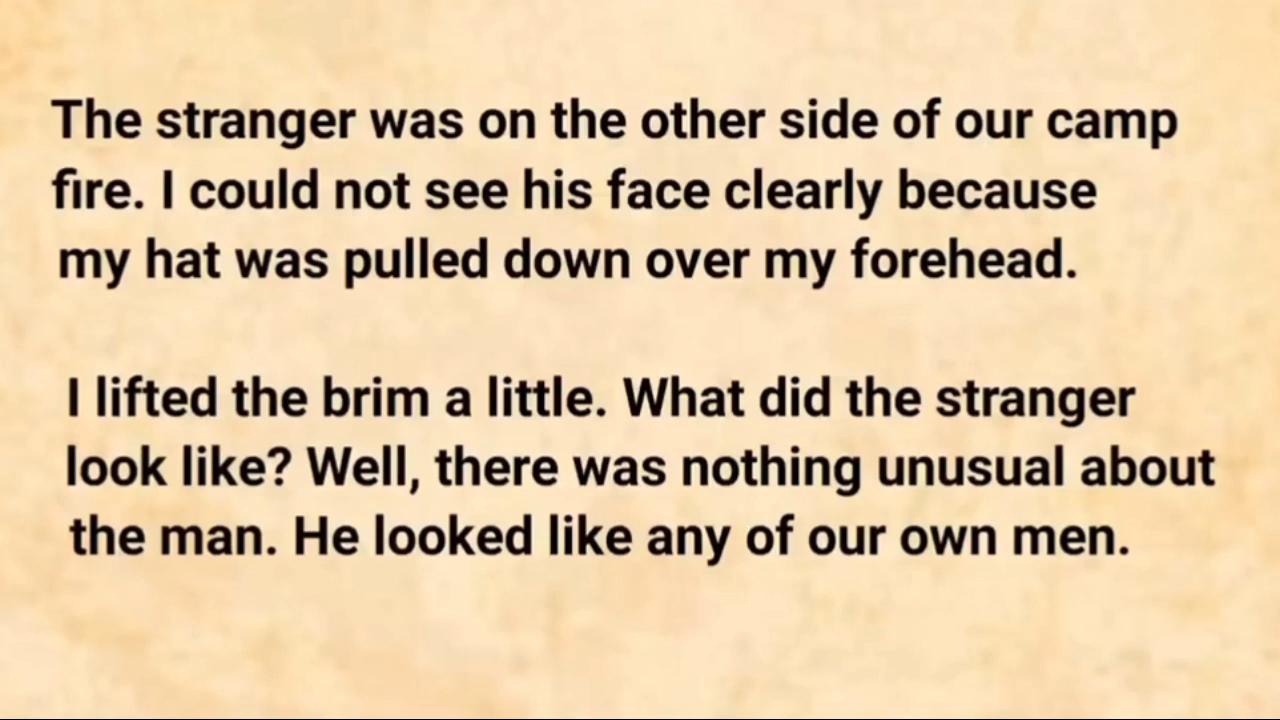 The stranger was on the other side of our camp
fire. I could not see his face clearly because
my hat was pulled down over my forehead.
I lifted the brim a little. What did the stranger
look like? Well, there was nothing unusual about
the man. He looked like any of our own men.